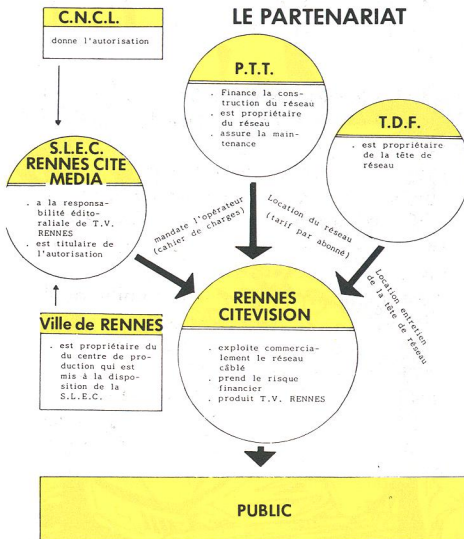 LE PARTENARIAT
C.N.C.L.
donne l'autorisation
P.T.T.
. Finance la cons-
truction du réseau
. est propriétaire
du réseau
. assure la main-
tenance
T.D.F.
. est propriétaire
de la tête de
réseau
S.L.E.C.
RENNES CITE
MEDIA
. a la responsa-
bilité édito-
raliale de T.V.
RENNES
. est titulaire de
l'autorisation
mandate l'opérateur
(cahier de charges)
Location du réseau
(tarif par abonné)
Location entretien
de la tête de
réseau
Ville de RENNES
. est propriétaire du
du centre de pro-
duction qui est
mis à la dispo-
sition de la
S.L.E.C.
RENNES
CITEVISION
. exploite commercia-
lement le réseau
câblé
. prend le risque
financier
. produit T.V. RENNES
PUBLIC